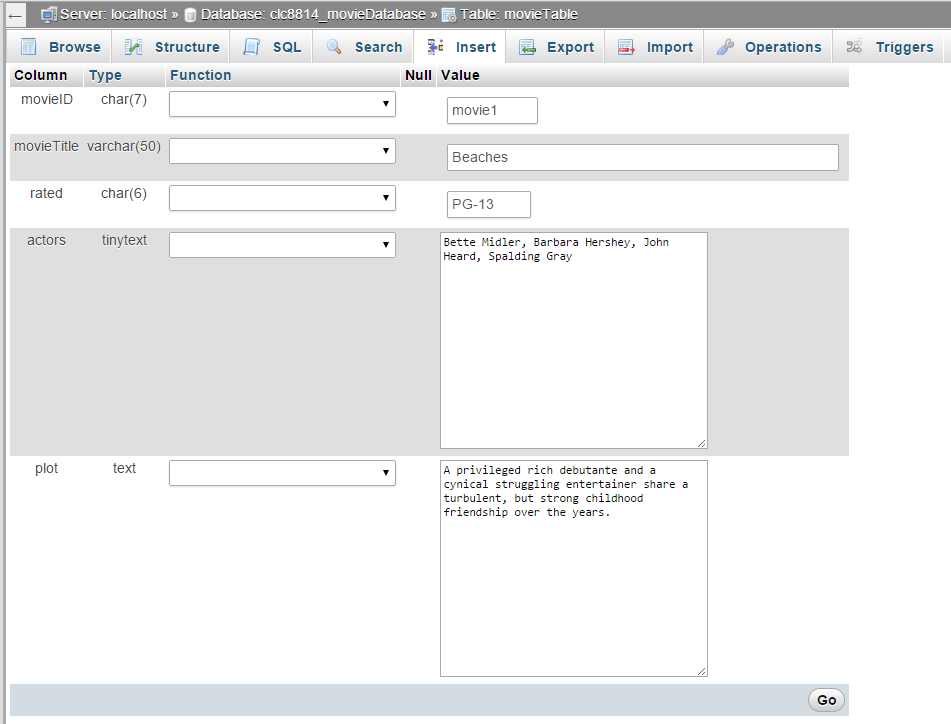 ← Server: localhost » Database: clc8814_movieDatabase » Table: movieTable
Browse Structure SQL Search Insert Export Import Operations Triggers
Column Type Function Null Value
movieID char(7) movie1
movieTitle varchar(50) Beaches
rated char(6) PG-13
actors tinytext Bette Midler, Barbara Hershey, John
Heard, Spalding Gray
plot text A privileged rich debutante and a
cynical struggling entertainer share a
turbulent, but strong childhood
friendship over the years.
Go